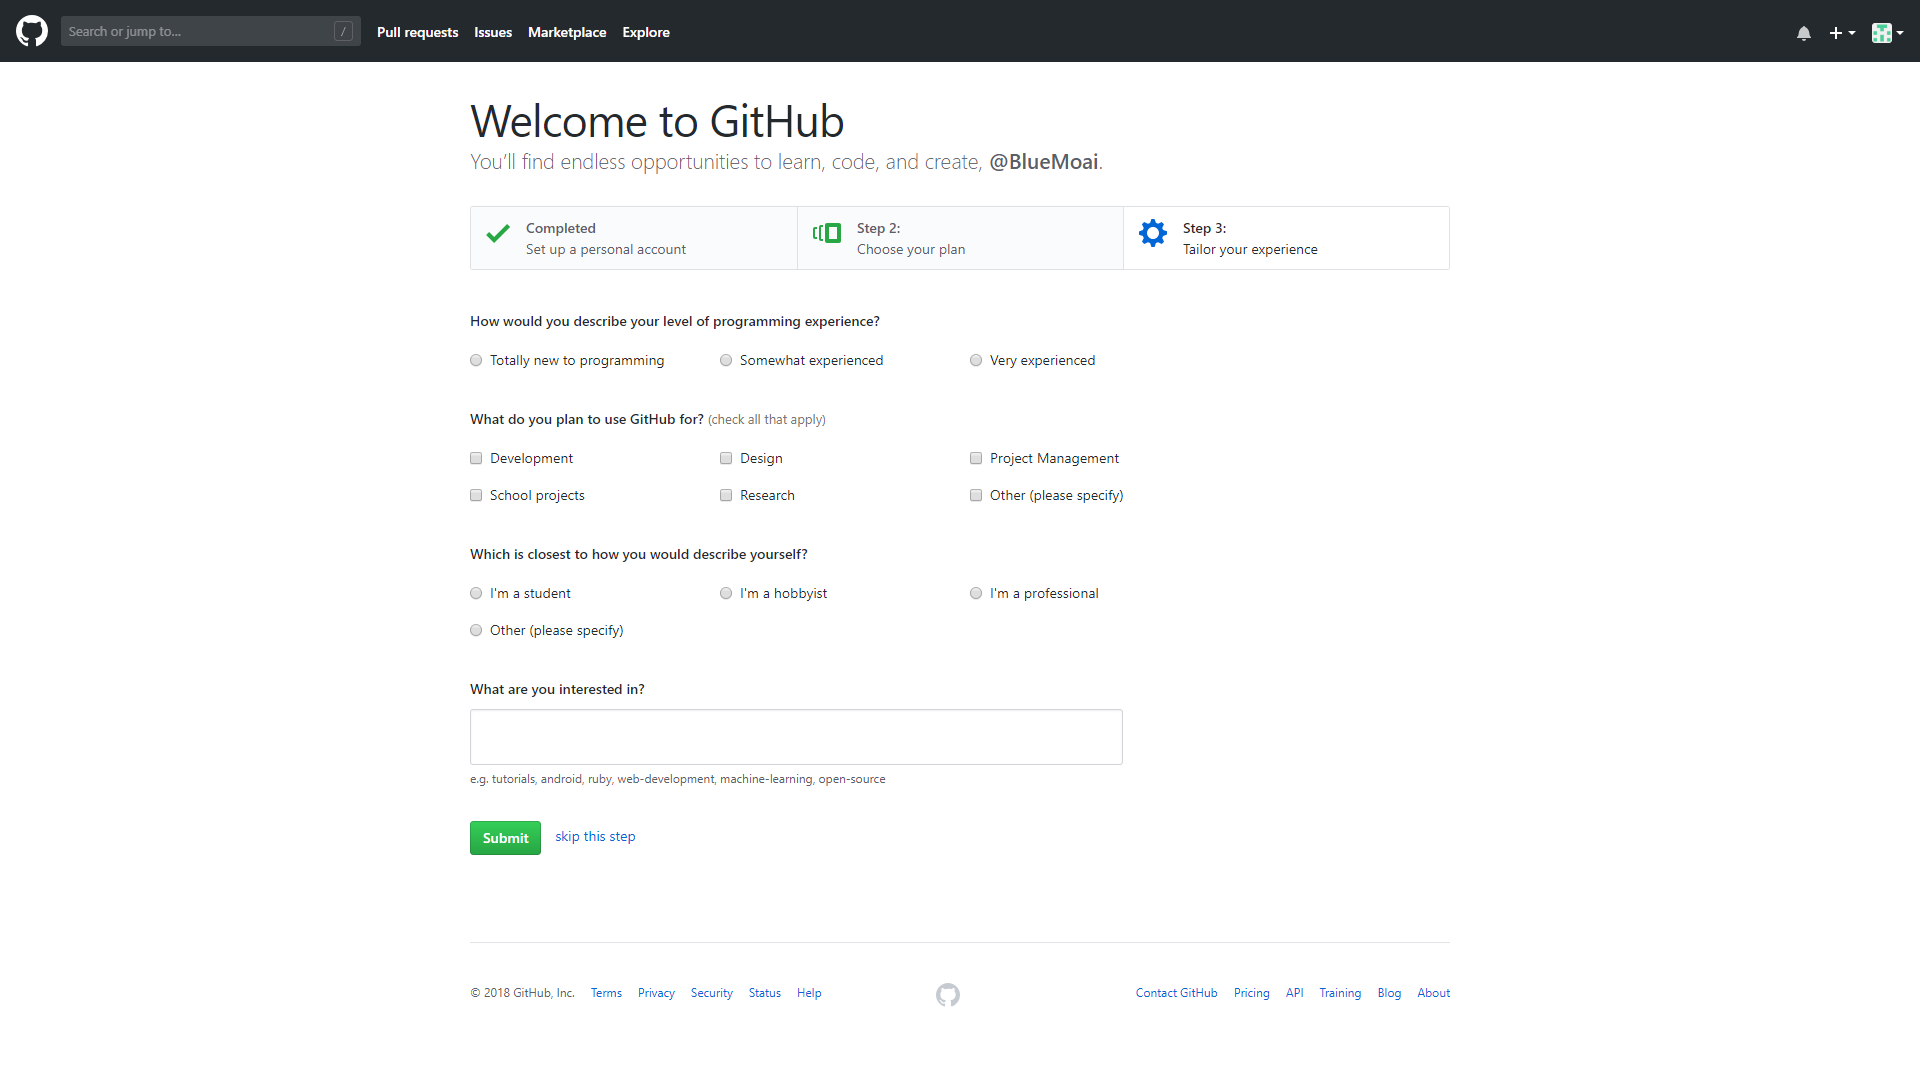 Search or jump to... /
Pull requests Issues Marketplace Explore
Welcome to GitHub
You’ll find endless opportunities to learn, code, and create, @BlueMoai.
Completed
Set up a personal account
Step 2:
Choose your plan
Step 3:
Tailor your experience
How would you describe your level of programming experience?
Totally new to programming Somewhat experienced Very experienced
What do you plan to use GitHub for? (check all that apply)
Development Design Project Management
School projects Research Other (please specify)
Which is closest to how you would describe yourself?
I'm a student I'm a hobbyist I'm a professional
Other (please specify)
What are you interested in?
e.g. tutorials, android, ruby, web-development, machine-learning, open-source
Submit skip this step
© 2018 GitHub, Inc. Terms Privacy Security Status Help Contact GitHub Pricing API Training Blog About